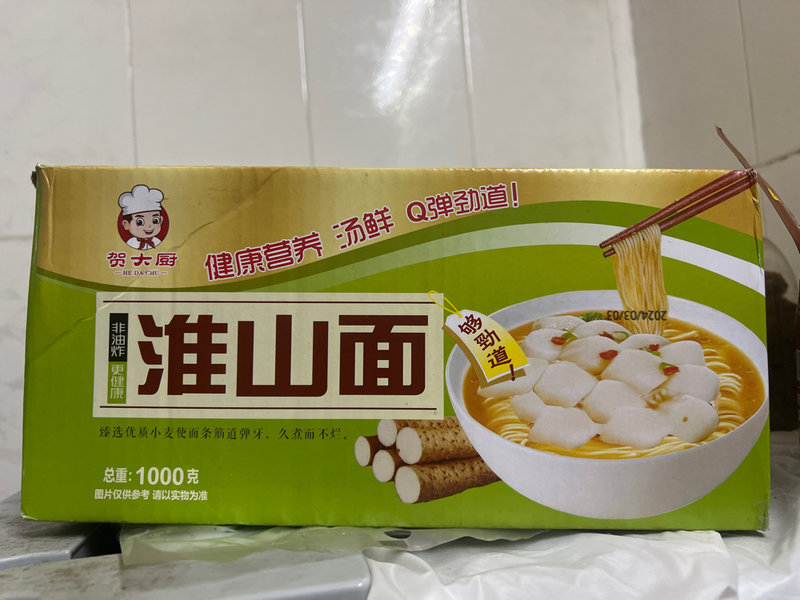 贺大厨
HE DA CHU
健康营养 汤鲜 Q弹劲道!
非油炸
更健康
淮山面
够劲道!
2024/03/03
臻选优质小麦使面条筋道弹牙，久煮而不烂。
总重: 1000克
图片仅供参考 请以实物为准